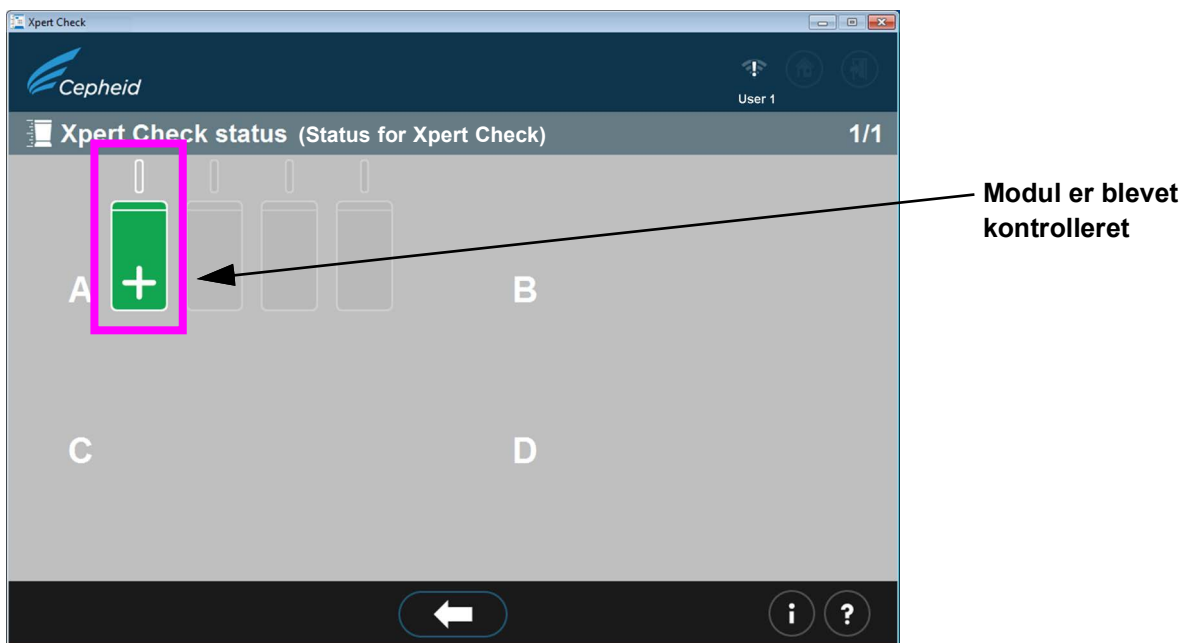 Xpert Check
Cepheid
User 1
Xpert Check status (Status for Xpert Check) 1/1
Modul er blevet
kontrolleret
A B
C D
i ?